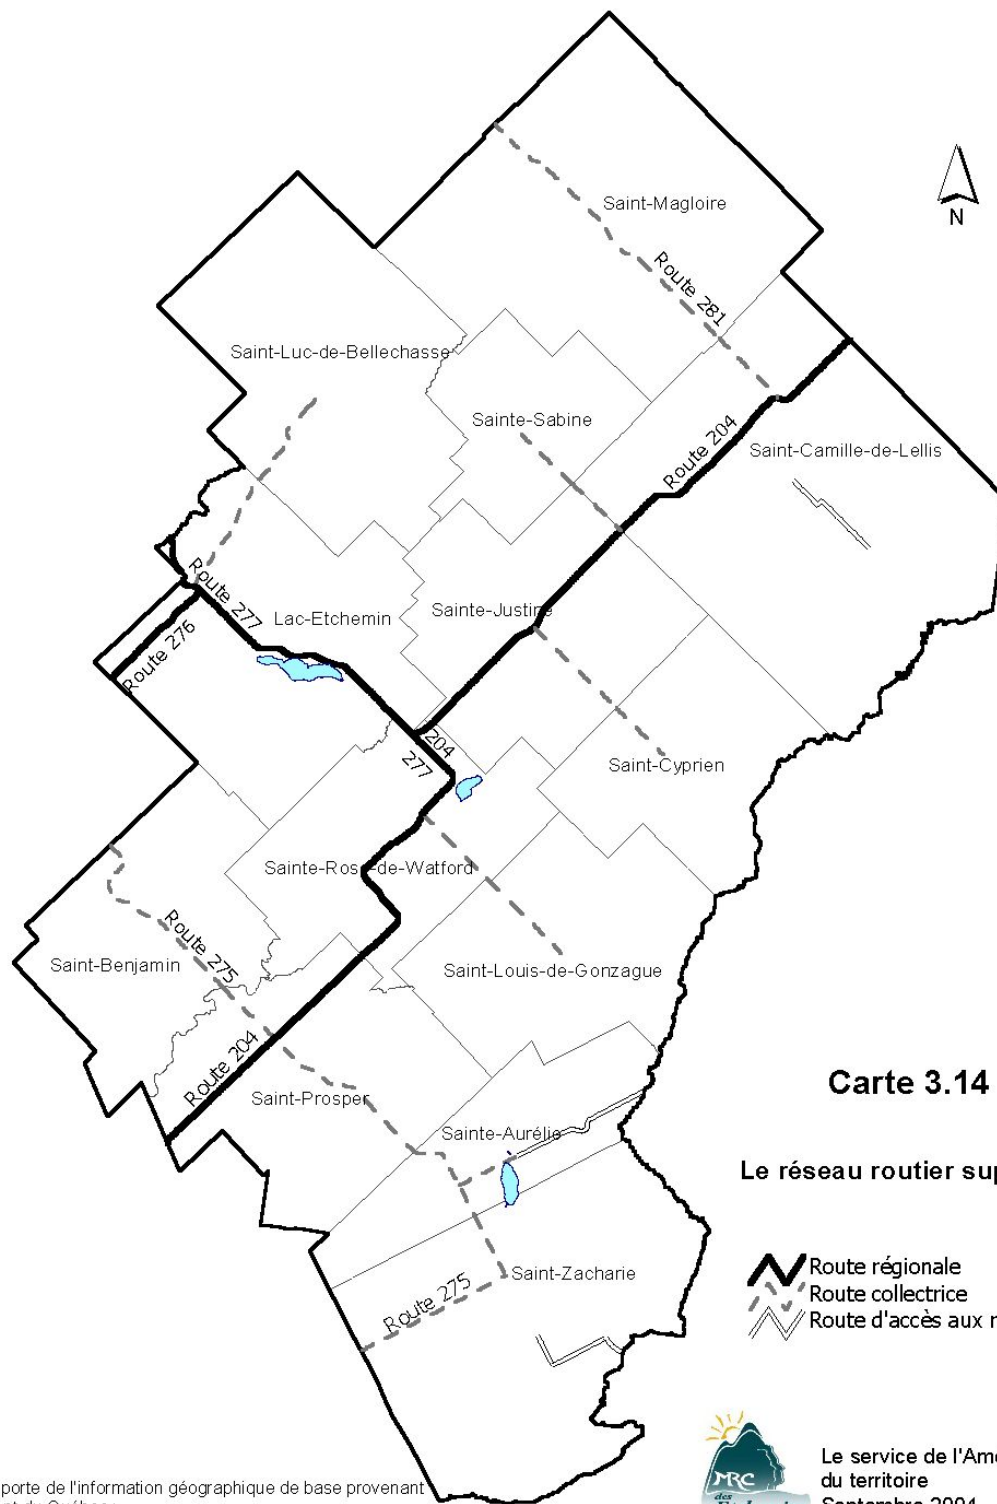 Saint-Magloire
N
Route 281
Saint-Luc-de-Bellechasse
Sainte-Sabine
Route 204
Saint-Camille-de-Lellis
Route 277
Lac-Etchemin
Sainte-Justine
Route 276
204
277
Saint-Cyprien
Sainte-Rose-de-Watford
Route 275
Saint-Benjamin
Saint-Louis-de-Gonzague
Route 204
Saint-Prosper
Sainte-Aurélie
Carte 3.14
Le réseau routier sup
Saint-Zacharie
Route 275
Route régionale
Route collectrice
Route d'accès aux r
MRC
des
Le service de l'Am
du territoire
Septembre 2004
porte de l'information géographique de base provenant
du Québec